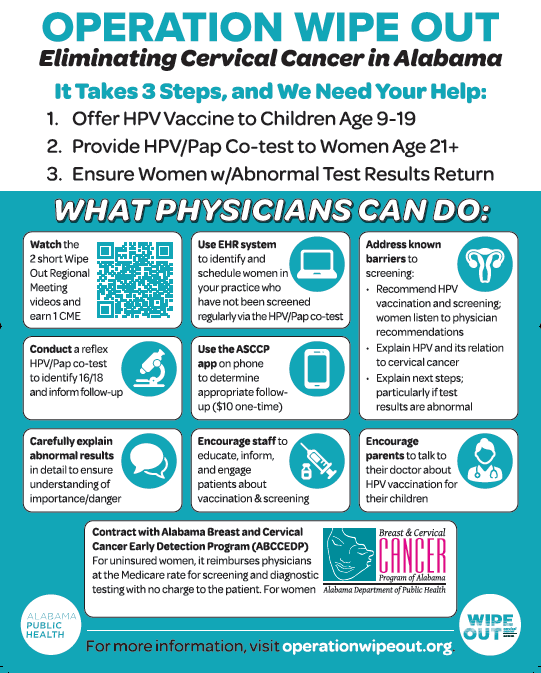 OPERATION WIPE OUT
Eliminating Cervical Cancer in Alabama
It Takes 3 Steps, and We Need Your Help:
1. Offer HPV Vaccine to Children Age 9-19
2. Provide HPV/Pap Co-test to Women Age 21+
3. Ensure Women w/Abnormal Test Results Return
WHAT PHYSICIANS CAN DO:
Watch the
2 short Wipe
Out Regional
Meeting
videos and
earn 1 CME
Use EHR system
to identify and
schedule women in
your practice who
have not been screened
regularly via the HPV/Pap co-test
Address known
barriers to
screening:
• Recommend HPV
vaccination and screening;
women listen to physician
recommendations
• Explain HPV and its relation
to cervical cancer
• Explain next steps;
particularly if test
results are abnormal
Conduct a reflex
HPV/Pap co-test
to identify 16/18
and inform follow-up
Use the ASCCP
app on phone
to determine
appropriate follow-
up ($10 one-time)
Carefully explain
abnormal results
in detail to ensure
understanding of
importance/danger
Encourage staff to
educate, inform,
and engage
patients about
vaccination & screening
Encourage
parents to talk to
their doctor about
HPV vaccination for
their children
Contract with Alabama Breast and Cervical
Cancer Early Detection Program (ABCCEDP)
For uninsured women, it reimburses physicians
at the Medicare rate for screening and diagnostic
testing with no charge to the patient. For women
Breast & Cervical
CANCER
Program of Alabama
Alabama Department of Public Health
ALABAMA
PUBLIC
HEALTH
For more information, visit operationwipeout.org.
WIPE
OUT